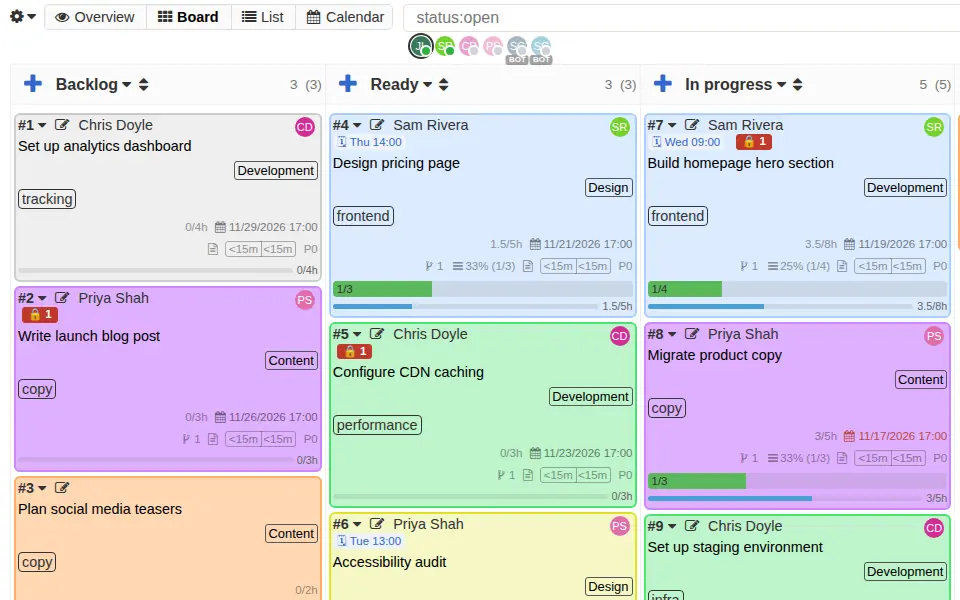 Overview Board List Calendar status:open
JL SR CD PS
BOT BOT
Backlog 3 (3)
#1 Chris Doyle CD
Set up analytics dashboard
Development
tracking
0/4h 11/29/2026 17:00
<15m <15m P0
0/4h
#2 Priya Shah PS
1
Write launch blog post
Content
copy
0/3h 11/26/2026 17:00
1 <15m <15m P0
0/3h
#3
Plan social media teasers
Content
copy
0/2h
Ready 3 (3)
#4 Sam Rivera SR
Thu 14:00
Design pricing page
Design
frontend
1.5/5h 11/21/2026 17:00
1 33% (1/3) <15m <15m P0
1/3
1.5/5h
#5 Chris Doyle CD
1
Configure CDN caching
Development
performance
0/3h 11/23/2026 17:00
1 <15m <15m P0
0/3h
#6 Priya Shah PS
Tue 13:00
Accessibility audit
Design
In progress 5 (5)
#7 Sam Rivera SR
Wed 09:00 1
Build homepage hero section
Development
frontend
3.5/8h 11/19/2026 17:00
1 25% (1/4) <15m <15m P0
1/4
3.5/8h
#8 Priya Shah PS
Migrate product copy
Content
copy
3/5h 11/17/2026 17:00
1 33% (1/3) <15m <15m P0
1/3
3/5h
#9 Chris Doyle CD
Set up staging environment
Development
infra